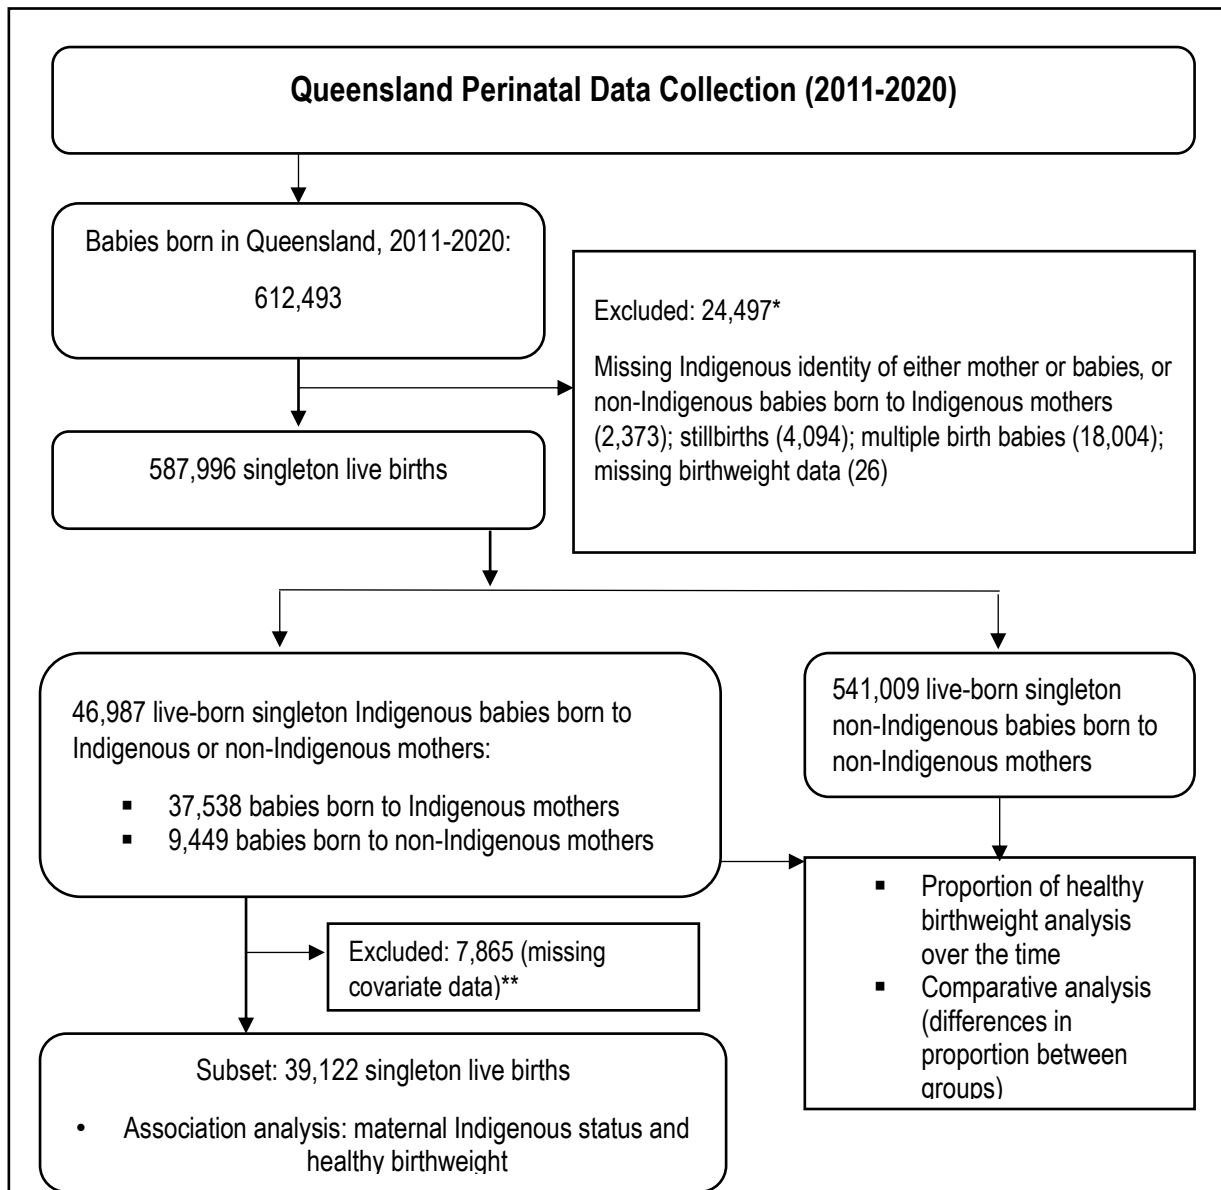 Queensland Perinatal Data Collection (2011-2020)
Babies born in Queensland, 2011-2020:
612,493
Excluded: 24,497*
Missing Indigenous identity of either mother or babies, or
non-Indigenous babies born to Indigenous mothers
(2,373); stillbirths (4,094); multiple birth babies (18,004);
missing birthweight data (26)
587,996 singleton live births
46,987 live-born singleton Indigenous babies born to
Indigenous or non-Indigenous mothers:
▪ 37,538 babies born to Indigenous mothers
▪ 9,449 babies born to non-Indigenous mothers
541,009 live-born singleton
non-Indigenous babies born to
non-Indigenous mothers
▪ Proportion of healthy
birthweight analysis
over the time
▪ Comparative analysis
(differences in
proportion between
groups)
Excluded: 7,865 (missing
covariate data)**
Subset: 39,122 singleton live births
• Association analysis: maternal Indigenous status and
healthy birthweight